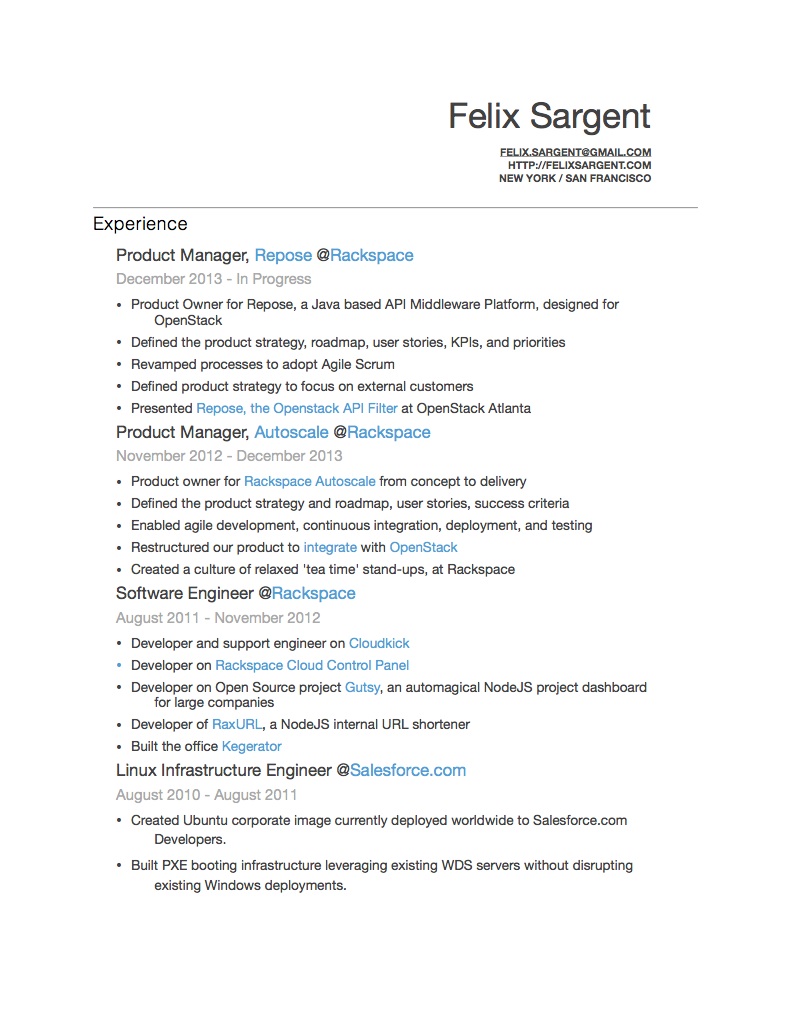 Felix Sargent
FELIX.SARGENT@GMAIL.COM
HTTP://FELIXSARGENT.COM
NEW YORK / SAN FRANCISCO
Experience
Product Manager, Repose @Rackspace
December 2013 - In Progress
• Product Owner for Repose, a Java based API Middleware Platform, designed for
OpenStack
• Defined the product strategy, roadmap, user stories, KPIs, and priorities
• Revamped processes to adopt Agile Scrum
• Defined product strategy to focus on external customers
• Presented Repose, the Openstack API Filter at OpenStack Atlanta
Product Manager, Autoscale @Rackspace
November 2012 - December 2013
• Product owner for Rackspace Autoscale from concept to delivery
• Defined the product strategy and roadmap, user stories, success criteria
• Enabled agile development, continuous integration, deployment, and testing
• Restructured our product to integrate with OpenStack
• Created a culture of relaxed 'tea time' stand-ups, at Rackspace
Software Engineer @Rackspace
August 2011 - November 2012
• Developer and support engineer on Cloudkick
• Developer on Rackspace Cloud Control Panel
• Developer on Open Source project Gutsy, an automagical NodeJS project dashboard
for large companies
• Developer of RaxURL, a NodeJS internal URL shortener
• Built the office Kegerator
Linux Infrastructure Engineer @Salesforce.com
August 2010 - August 2011
• Created Ubuntu corporate image currently deployed worldwide to Salesforce.com
Developers.
• Built PXE booting infrastructure leveraging existing WDS servers without disrupting
existing Windows deployments.